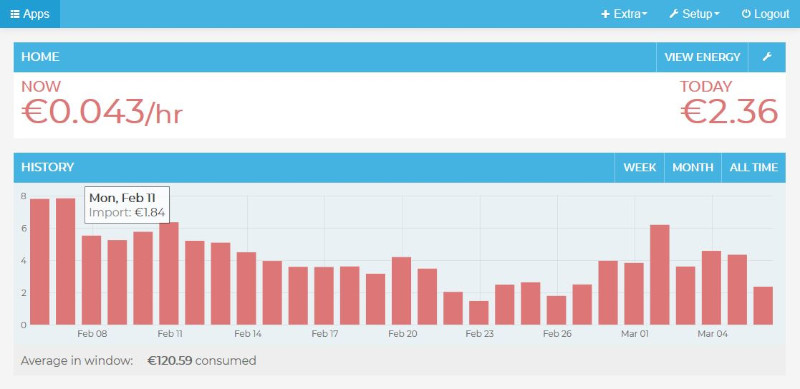 Apps Extra Setup Logout
HOME VIEW ENERGY
NOW TODAY
€0.043/hr €2.36
HISTORY WEEK MONTH ALL TIME
8
Mon, Feb 11
Import: €1.84
6
4
2
0
Feb 08 Feb 11 Feb 14 Feb 17 Feb 20 Feb 23 Feb 26 Mar 01 Mar 04
Average in window: €120.59 consumed